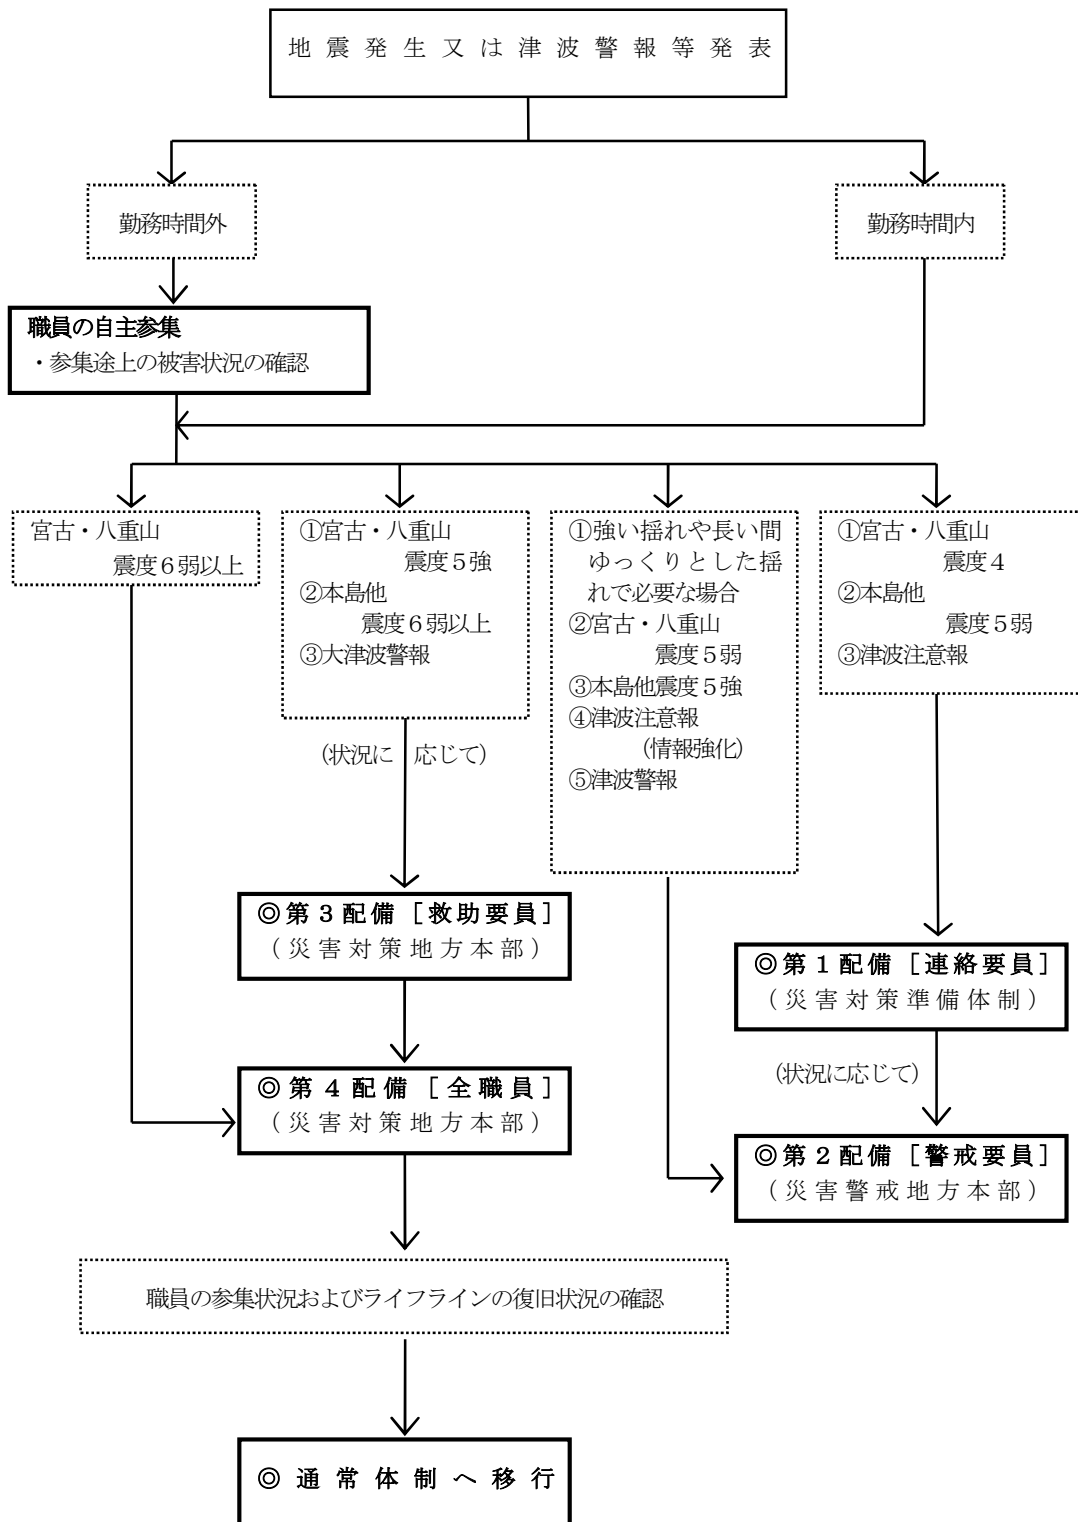 地震発生又は津波警報等発表
勤務時間外
勤務時間内
職員の自主参集
・参集途上の被害状況の確認
宮古・八重山
震度６弱以上
①宮古・八重山
震度５強
②本島他
震度６弱以上
③大津波警報
①強い揺れや長い間
ゆっくりとした揺
れで必要な場合
②宮古・八重山
震度５弱
③本島他震度５強
④津波注意報
（情報強化）
⑤津波警報
①宮古・八重山
震度４
②本島他
震度５弱
③津波注意報
（状況に　応じて）
◎第３配備［救助要員］
（災害対策地方本部）
◎第１配備［連絡要員］
（災害対策準備体制）
（状況に応じて）
◎第４配備［全職員］
（災害対策地方本部）
◎第２配備［警戒要員］
（災害警戒地方本部）
職員の参集状況およびライフラインの復旧状況の確認
◎通常体制へ移行